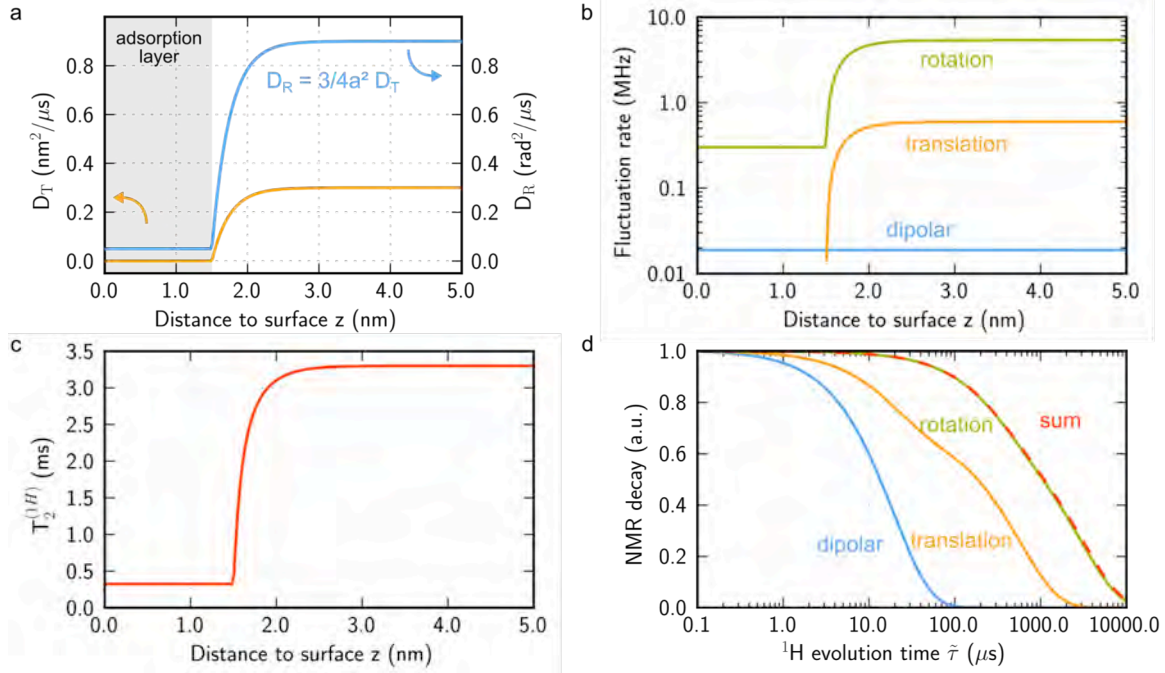 a
adsorption
layer
D_R = 3/4a² D_T
D_T (nm²/μs)
0.8
0.6
0.4
0.2
0.0
D_R (rad²/μs)
0.8
0.6
0.4
0.2
0.0
0.0 1.0 2.0 3.0 4.0 5.0
Distance to surface z (nm)
b
Fluctuation rate (MHz)
10.0
1.0
0.1
0.01
rotation
translation
dipolar
0.0 1.0 2.0 3.0 4.0 5.0
Distance to surface z (nm)
c
T₂^(1H) (ms)
3.5
3.0
2.5
2.0
1.5
1.0
0.5
0.0
0.0 1.0 2.0 3.0 4.0 5.0
Distance to surface z (nm)
d
NMR decay (a.u.)
1.0
0.8
0.6
0.4
0.2
0.0
rotation
sum
dipolar
translation
0.1 1.0 10.0 100.0 1000.0 10000.0
¹H evolution time τ̃ (μs)